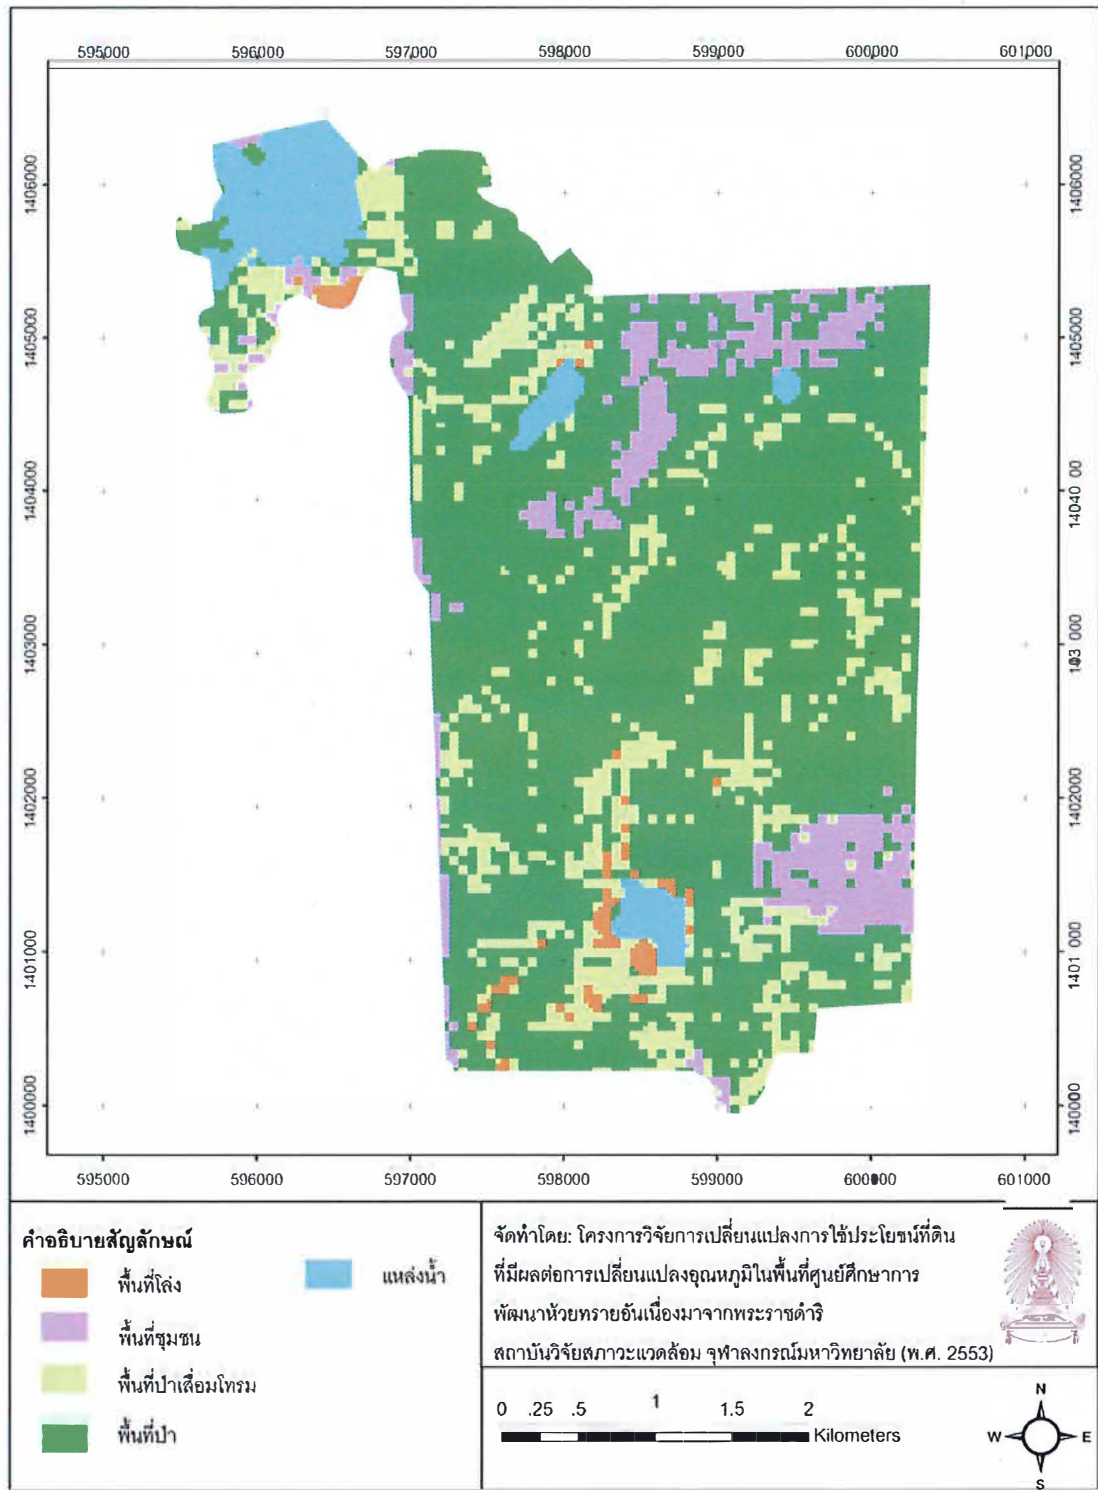 595000 596000 597000 598000 599000 600000 601000
1406000 1406000
1405000 1405000
1404000 14040 00
1403000 1403 000
1402000 1402000
1401000 1401 000
1400000 140000
595000 596000 597000 598000 599000 600000 601000
คำอธิบายสัญลักษณ์
พื้นที่โล่ง
แหล่งน้ำ
พื้นที่ชุมชน
พื้นที่ป่าเสื่อมโทรม
พื้นที่ป่า
จัดทำโดย: โครงการวิจัยการเปลี่ยนแปลงการใช้ประโยชน์ที่ดิน
ที่มีผลต่อการเปลี่ยนแปลงอุณหภูมิในพื้นที่ศูนย์ศึกษาการ
พัฒนาห้วยทรายอันเนื่องมาจากพระราชดำริ
สถาบันวิจัยสภาวะแวดล้อม จุฬาลงกรณ์มหาวิทยาลัย (พ.ศ. 2553)
0 .25 .5 1 1.5 2
Kilometers
N
W E
S